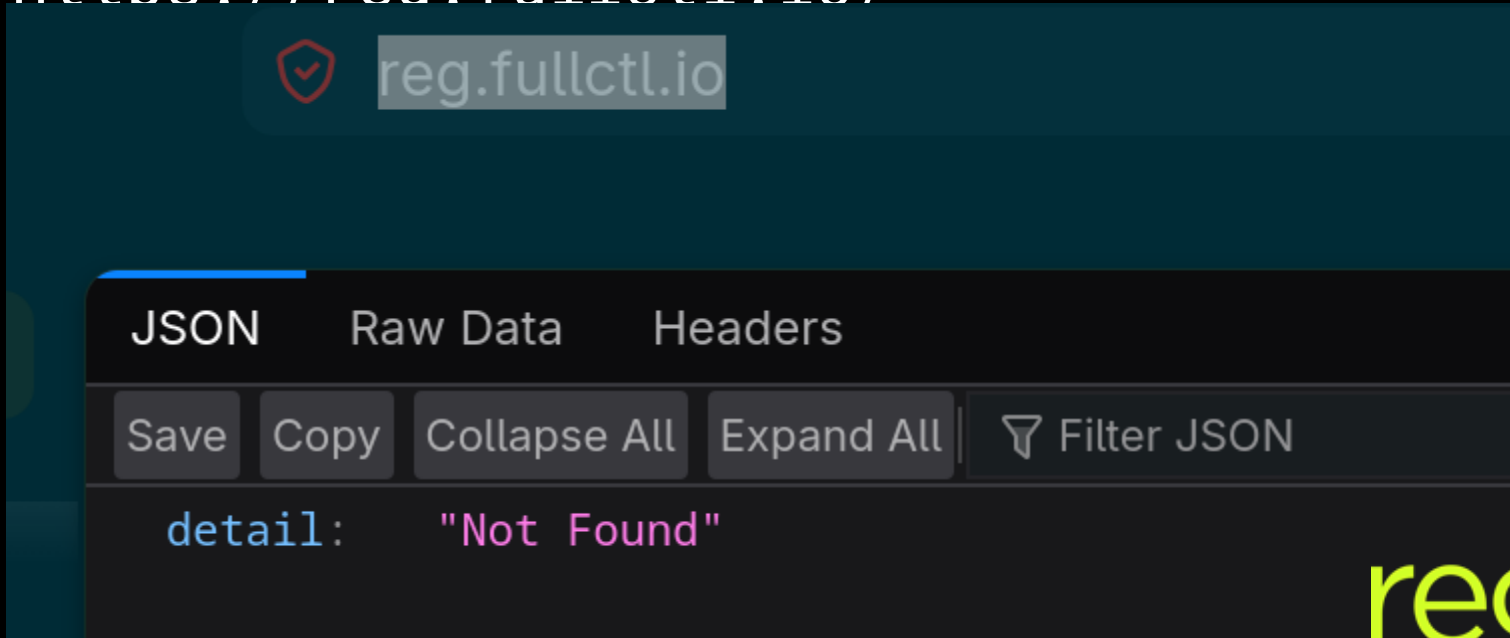 reg.fullctl.io
JSON Raw Data Headers
Save Copy Collapse All Expand All Filter JSON
detail: "Not Found"